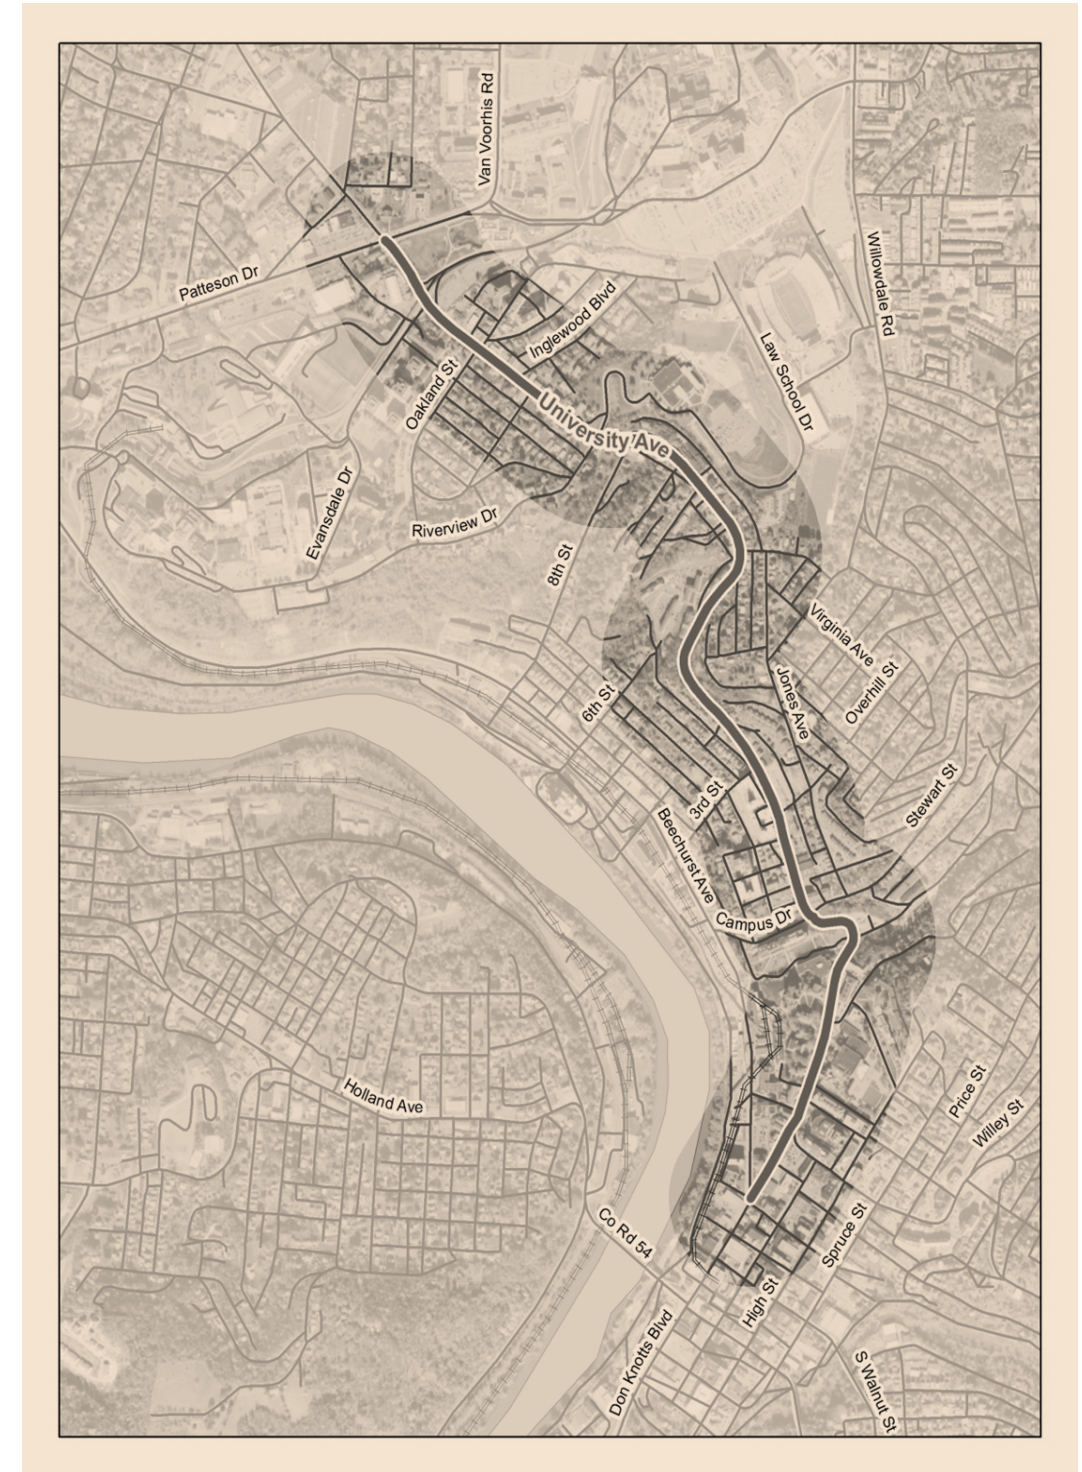 Van Voorhis Rd
Patteson Dr
Willowdale Rd
Inglewood Blvd
Law School Dr
Oakland St
University Ave
Evansdale Dr
Riverview Dr
8th St
Virginia Ave
Overhill St
Jones Ave
6th St
Stewart St
3rd St
Beechurst Ave
Campus Dr
Price St
Holland Ave
Willey St
Co Rd 54
Spruce St
High St
Don Knotts Blvd
S Walnut St